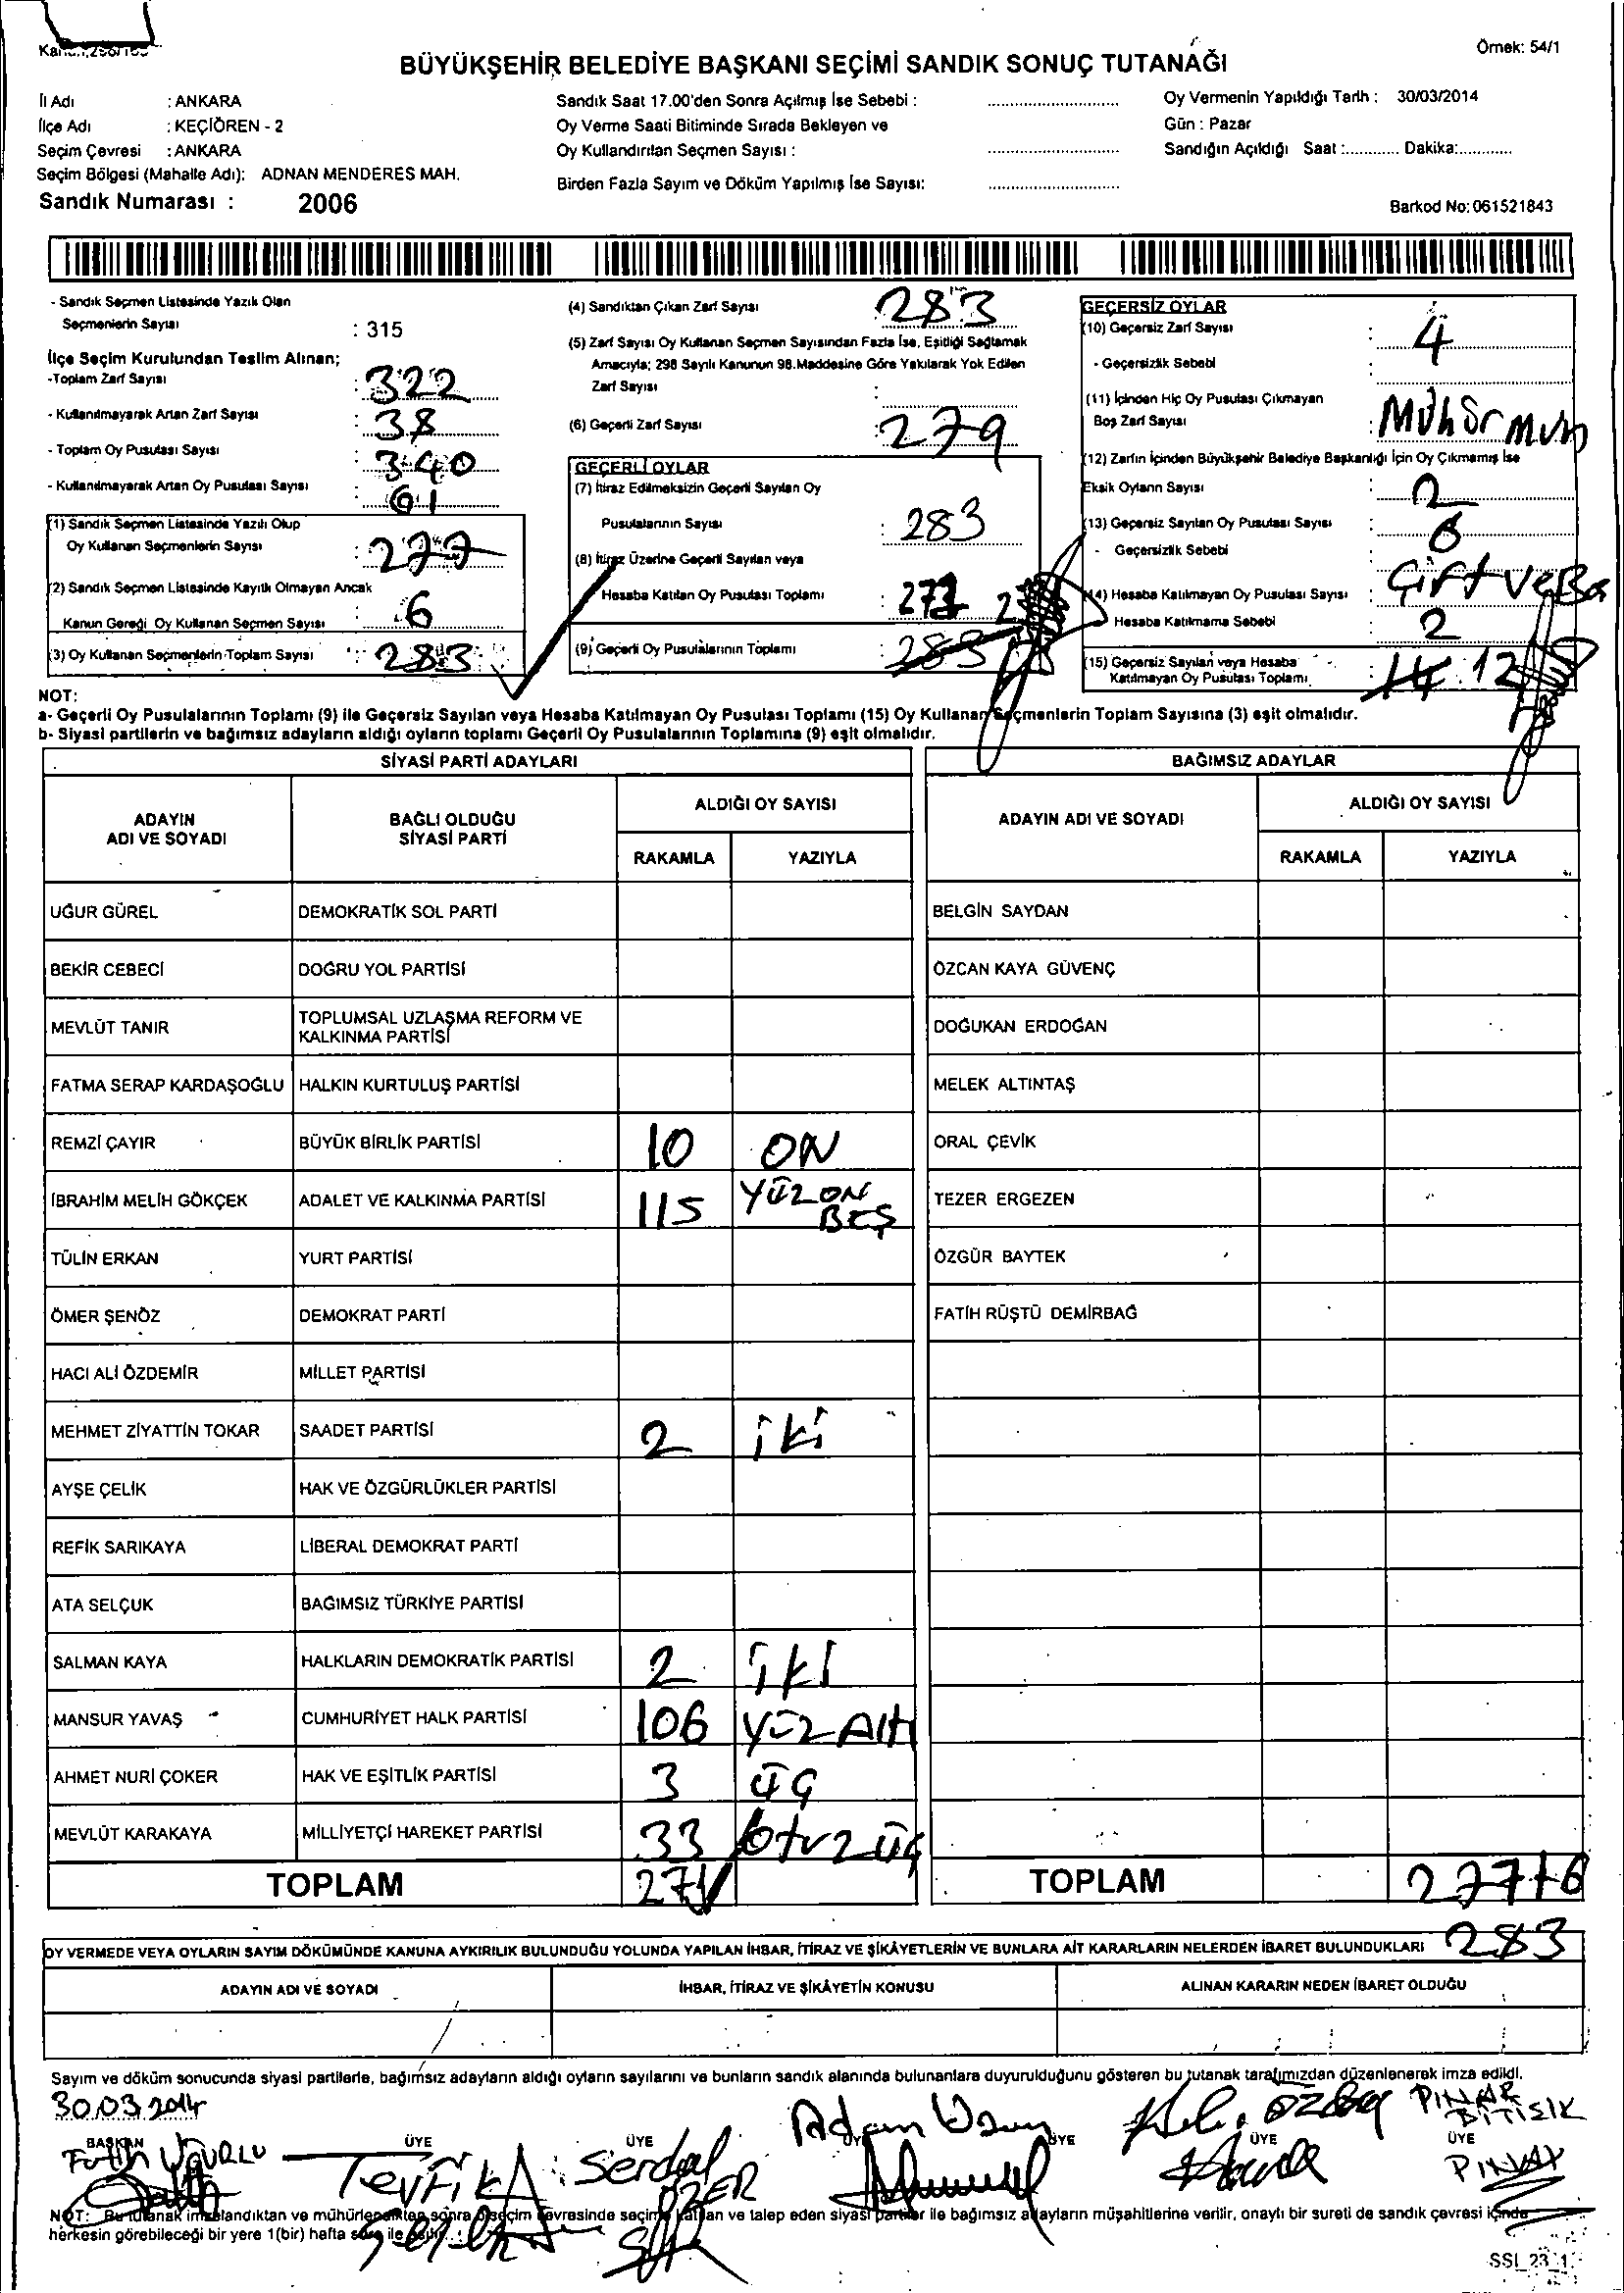 BÜYÜKŞEHİR BELEDİYE BAŞKANI SEÇİMİ SANDIK SONUÇ TUTANAĞI
Örnek: 54/1
İl Adı : ANKARA
İlçe Adı : KEÇİÖREN - 2
Seçim Çevresi : ANKARA
Seçim Bölgesi (Mahalle Adı): ADNAN MENDERES MAH.
Sandık Numarası : 2006
Sandık Saat 17.00'den Sonra Açılmış İse Sebebi :
Oy Verme Saati Bitiminde Sırada Bekleyen ve
Oy Kullandırılan Seçmen Sayısı :
Birden Fazla Sayım ve Döküm Yapılmış İse Sayısı:
Oy Vermenin Yapıldığı Tarih : 30/03/2014
Gün : Pazar
Sandığın Açıldığı Saat :............ Dakika:............
Barkod No: 061521843
- Sandık Seçmen Listesinde Yazılı Olan
Seçmenlerin Sayısı : 315
İlçe Seçim Kurulundan Teslim Alınan;
-Toplam Zarf Sayısı : 322
- Kullanılmayarak Artan Zarf Sayısı : 38
- Toplam Oy Pusulası Sayısı : 340
- Kullanılmayarak Artan Oy Pusulası Sayısı : 61
(1) Sandık Seçmen Listesinde Yazılı Olup
Oy Kullanan Seçmenlerin Sayısı : 277
(2) Sandık Seçmen Listesinde Kayıtlı Olmayan Ancak
Kanun Gereği Oy Kullanan Seçmen Sayısı : 6
(3) Oy Kullanan Seçmenlerin Toplam Sayısı : 283
(4) Sandıktan Çıkan Zarf Sayısı 283
(5) Zarf Sayısı Oy Kullanan Seçmen Sayısından Fazla İse, Eşitliği Sağlamak
Amacıyla; 298 Sayılı Kanunun 98.Maddesine Göre Yakılarak Yok Edilen
Zarf Sayısı :
(6) Geçerli Zarf Sayısı : 279
GEÇERLİ OYLAR
(7) İtiraz Edilmeksizin Geçerli Sayılan Oy
Pusulalarının Sayısı : 283
(8) İtiraz Üzerine Geçerli Sayılan veya
Hesaba Katılan Oy Pusulası Toplamı : 271
(9) Geçerli Oy Pusulalarının Toplamı : 283
GEÇERSİZ OYLAR
(10) Geçersiz Zarf Sayısı : 4
- Geçersizlik Sebebi
(11) İçinden Hiç Oy Pusulası Çıkmayan
Boş Zarf Sayısı :
(12) Zarfın İçinden Büyükşehir Belediye Başkanlığı İçin Oy Çıkmamış İse
Eksik Oyların Sayısı : 2
(13) Geçersiz Sayılan Oy Pusulası Sayısı :
- Geçersizlik Sebebi :
(14) Hesaba Katılmayan Oy Pusulası Sayısı :
Hesaba Katılmama Sebebi : 2
(15) Geçersiz Sayılan veya Hesaba
Katılmayan Oy Pusulası Toplamı : 14 12
NOT:
a- Geçerli Oy Pusulalarının Toplamı (9) ile Geçersiz Sayılan veya Hesaba Katılmayan Oy Pusulası Toplamı (15) Oy Kullanan Seçmenlerin Toplam Sayısına (3) eşit olmalıdır.
b- Siyasi partilerin ve bağımsız adayların aldığı oyların toplamı Geçerli Oy Pusulalarının Toplamına (9) eşit olmalıdır.
SİYASİ PARTİ ADAYLARI
BAĞIMSIZ ADAYLAR
ADAYIN ADI VE SOYADI
BAĞLI OLDUĞU SİYASİ PARTİ
ALDIĞI OY SAYISI
RAKAMLA YAZIYLA
ADAYIN ADI VE SOYADI
ALDIĞI OY SAYISI
RAKAMLA YAZIYLA
UĞUR GÜREL DEMOKRATİK SOL PARTİ BELGİN SAYDAN
BEKİR CEBECİ DOĞRU YOL PARTİSİ ÖZCAN KAYA GÜVENÇ
MEVLÜT TANIR TOPLUMSAL UZLAŞMA REFORM VE KALKINMA PARTİSİ DOĞUKAN ERDOĞAN
FATMA SERAP KARDAŞOĞLU HALKIN KURTULUŞ PARTİSİ MELEK ALTINTAŞ
REMZİ ÇAYIR BÜYÜK BİRLİK PARTİSİ 10 ON ORAL ÇEVİK
İBRAHİM MELİH GÖKÇEK ADALET VE KALKINMA PARTİSİ 115 YÜZON BEŞ TEZER ERGEZEN
TÜLİN ERKAN YURT PARTİSİ ÖZGÜR BAYTEK
ÖMER ŞENÖZ DEMOKRAT PARTİ FATİH RÜŞTÜ DEMİRBAĞ
HACI ALİ ÖZDEMİR MİLLET PARTİSİ
MEHMET ZİYATTİN TOKAR SAADET PARTİSİ 2 iki
AYŞE ÇELİK HAK VE ÖZGÜRLÜKLER PARTİSİ
REFİK SARIKAYA LİBERAL DEMOKRAT PARTİ
ATA SELÇUK BAĞIMSIZ TÜRKİYE PARTİSİ
SALMAN KAYA HALKLARIN DEMOKRATİK PARTİSİ 2 iki
MANSUR YAVAŞ CUMHURİYET HALK PARTİSİ 106 YÜZ Altı
AHMET NURİ ÇOKER HAK VE EŞİTLİK PARTİSİ 3 üç
MEVLÜT KARAKAYA MİLLİYETÇİ HAREKET PARTİSİ 33 otuz üç
TOPLAM 271
TOPLAM 277+6
283
OY VERMEDE VEYA OYLARIN SAYIM DÖKÜMÜNDE KANUNA AYKIRILIK BULUNDUĞU YOLUNDA YAPILAN İHBAR, İTİRAZ VE ŞİKÂYETLERİN VE BUNLARA AİT KARARLARIN NELERDEN İBARET BULUNDUKLARI
ADAYIN ADI VE SOYADI
İHBAR, İTİRAZ VE ŞİKÂYETİN KONUSU
ALINAN KARARIN NEDEN İBARET OLDUĞU
Sayım ve döküm sonucunda siyasi partilerle, bağımsız adayların aldığı oyların sayılarını ve bunların sandık alanında bulunanlara duyurulduğunu gösteren bu tutanak tarafımızdan düzenlenerek imza edildi.
30.03.2014
BAŞKAN ÜYE ÜYE ÜYE ÜYE ÜYE
Fatih UĞURLU
Serdal ÖZER
Adem
PINAR BİTİŞİK
NOT: Bu tutanak imzalandıktan ve mühürlendikten sonra o seçim çevresinde seçime katılan ve talep eden siyasi partiler ile bağımsız adayların müşahitlerine verilir, onaylı bir sureti de sandık çevresi içinde
herkesin görebileceği bir yere 1(bir) hafta süre ile asılır.
SSI_23_1